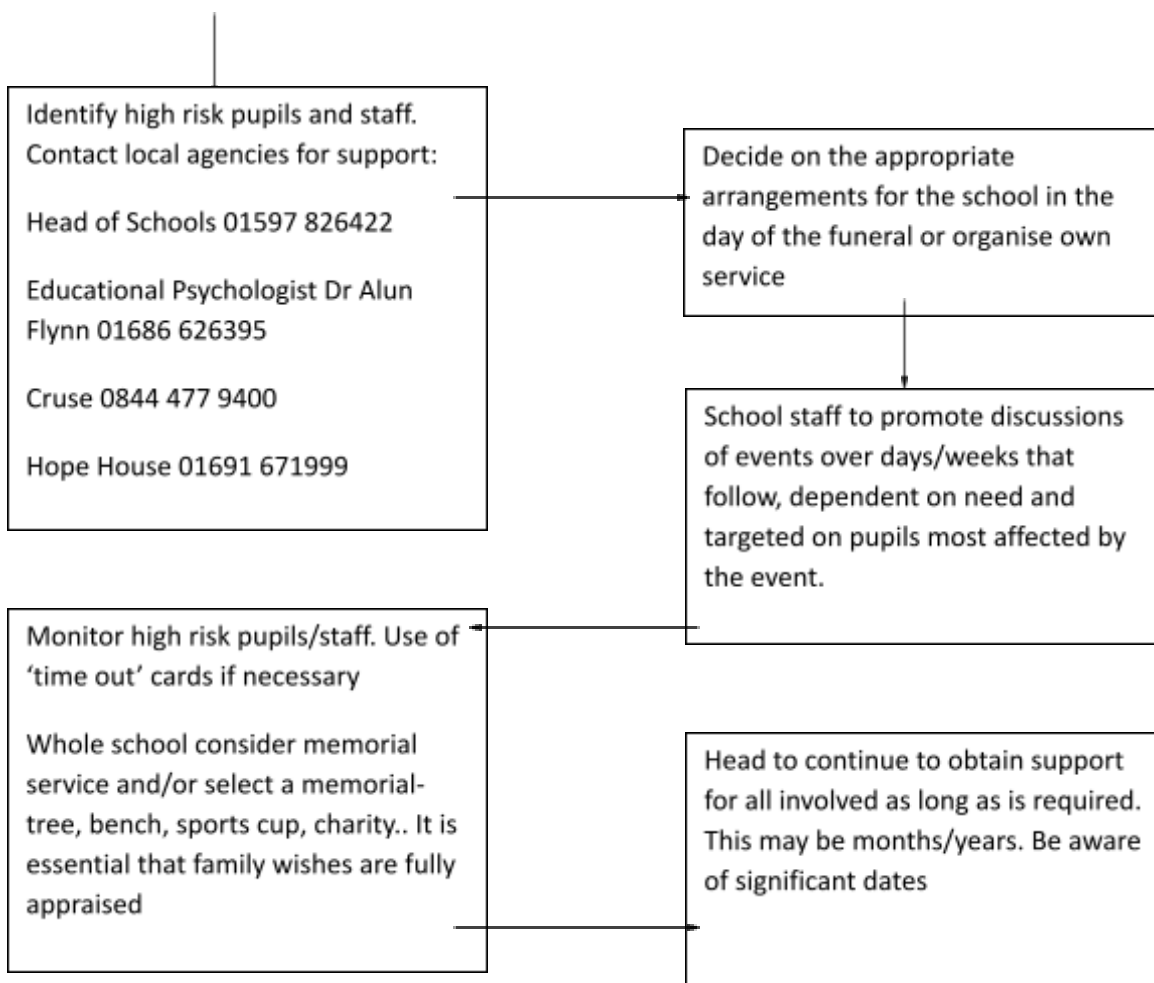 Identify high risk pupils and staff.
Contact local agencies for support:
Head of Schools 01597 826422
Educational Psychologist Dr Alun
Flynn 01686 626395
Cruse 0844 477 9400
Hope House 01691 671999
Decide on the appropriate
arrangements for the school in the
day of the funeral or organise own
service
School staff to promote discussions
of events over days/weeks that
follow, dependent on need and
targeted on pupils most affected by
the event.
Monitor high risk pupils/staff. Use of
‘time out’ cards if necessary
Whole school consider memorial
service and/or select a memorial-
tree, bench, sports cup, charity.. It is
essential that family wishes are fully
appraised
Head to continue to obtain support
for all involved as long as is required.
This may be months/years. Be aware
of significant dates